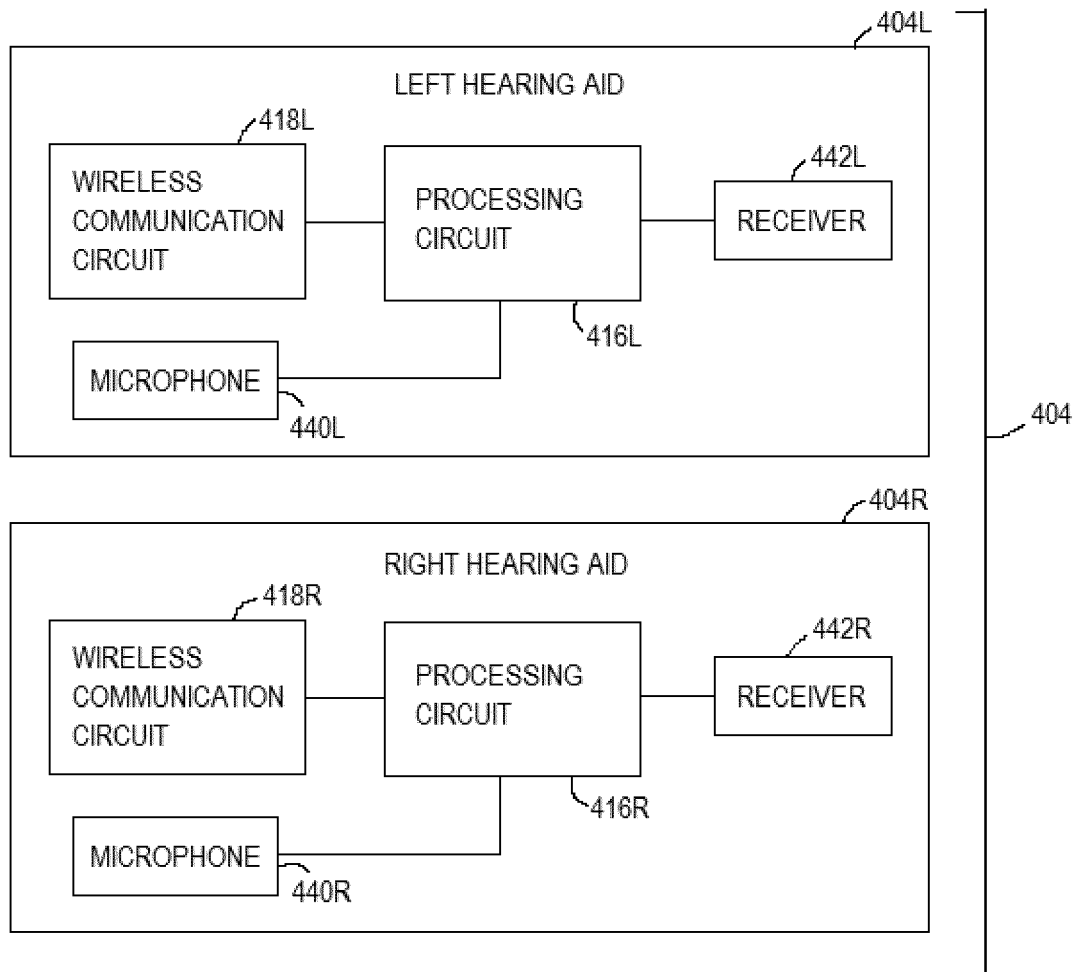 404L
LEFT HEARING AID
418L
WIRELESS
COMMUNICATION
CIRCUIT
PROCESSING
CIRCUIT
442L
RECEIVER
416L
MICROPHONE
440L
404
404R
RIGHT HEARING AID
418R
WIRELESS
COMMUNICATION
CIRCUIT
PROCESSING
CIRCUIT
442R
RECEIVER
416R
MICROPHONE
440R